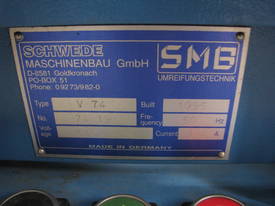 SCHWEDE
MASCHINENBAU GmbH
D-8581 Goldkronach
PO-BOX 51
Phone: 09273/982-0
SMB
UMREIFUNGSTECHNIK
Type V 74 Built
No. Fre-
quency Hz
Volt-
age Current A
MADE IN GERMANY